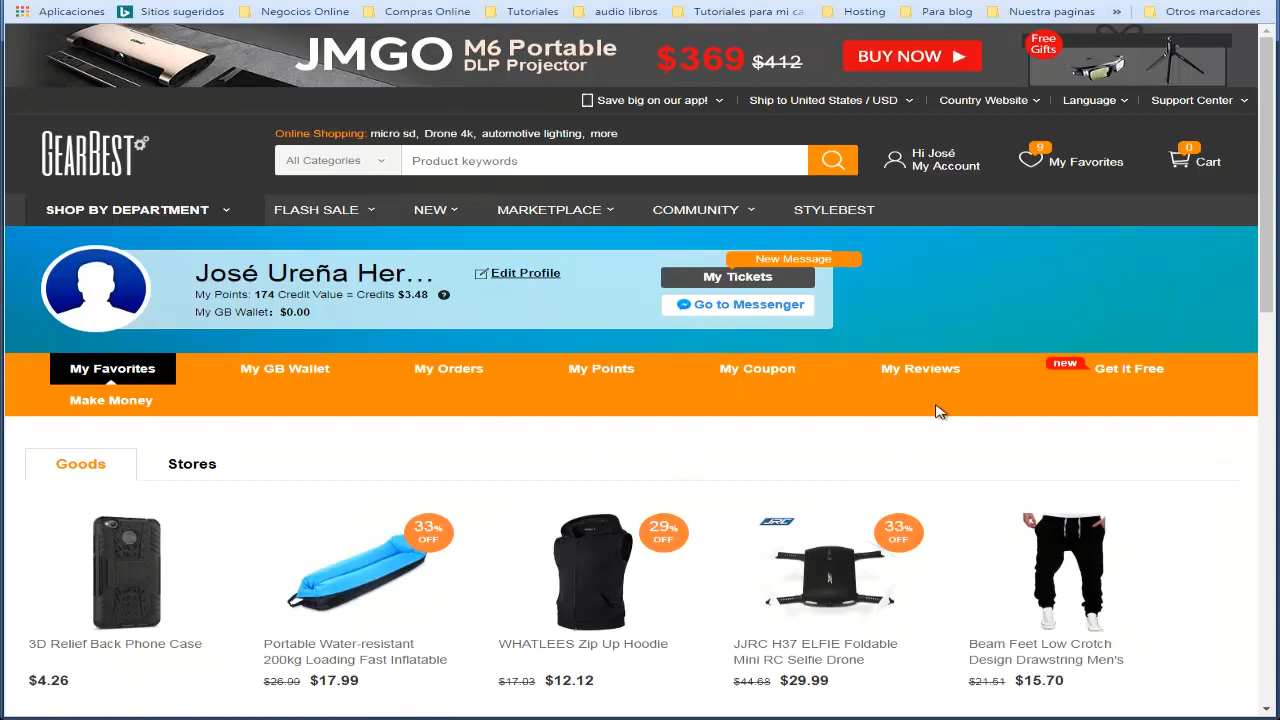 Aplicaciones Sitios sugeridos Negocios Online Compras Online Tutoriales audio libros Tutoriales para mi ca Hosting Para blog Nuestra paginas » Otros marcadores
JMGO M6 Portable DLP Projector $369 $412 BUY NOW Free Gifts
Save big on our app! Ship to United States / USD Country Website Language Support Center
GEARBEST
Online Shopping: micro sd, Drone 4k, automotive lighting, more
All Categories Product keywords
Hi José
My Account
9
My Favorites
0
Cart
SHOP BY DEPARTMENT FLASH SALE NEW MARKETPLACE COMMUNITY STYLEBEST
José Ureña Her... Edit Profile
My Points: 174 Credit Value = Credits $3.48 ?
My GB Wallet: $0.00
New Message
My Tickets
Go to Messenger
My Favorites My GB Wallet My Orders My Points My Coupon My Reviews new Get it Free
Make Money
Goods Stores
33% OFF
29% OFF
JJRC
33% OFF
3D Relief Back Phone Case
$4.26
Portable Water-resistant
200kg Loading Fast Inflatable
$26.99 $17.99
WHATLEES Zip Up Hoodie
$17.03 $12.12
JJRC H37 ELFIE Foldable
Mini RC Selfie Drone
$44.68 $29.99
Beam Feet Low Crotch
Design Drawstring Men's
$21.51 $15.70